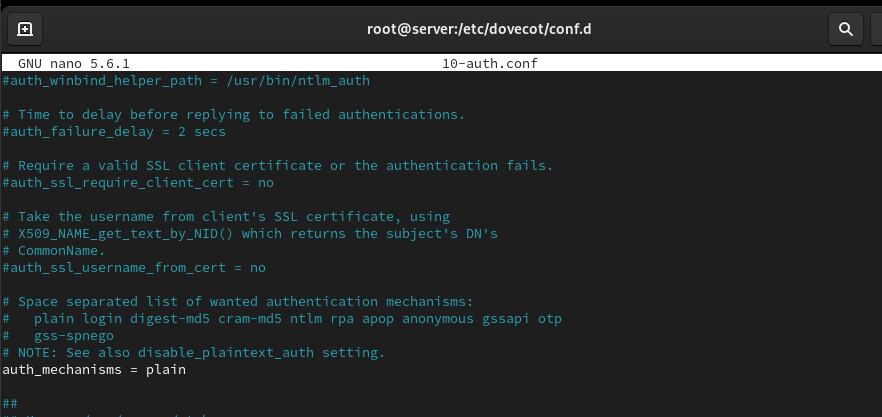 root@server:/etc/dovecot/conf.d
GNU nano 5.6.1 10-auth.conf
#auth_winbind_helper_path = /usr/bin/ntlm_auth
# Time to delay before replying to failed authentications.
#auth_failure_delay = 2 secs
# Require a valid SSL client certificate or the authentication fails.
#auth_ssl_require_client_cert = no
# Take the username from client's SSL certificate, using
# X509_NAME_get_text_by_NID() which returns the subject's DN's
# CommonName.
#auth_ssl_username_from_cert = no
# Space separated list of wanted authentication mechanisms:
#   plain login digest-md5 cram-md5 ntlm rpa apop anonymous gssapi otp
#   gss-spnego
# NOTE: See also disable_plaintext_auth setting.
auth_mechanisms = plain
##